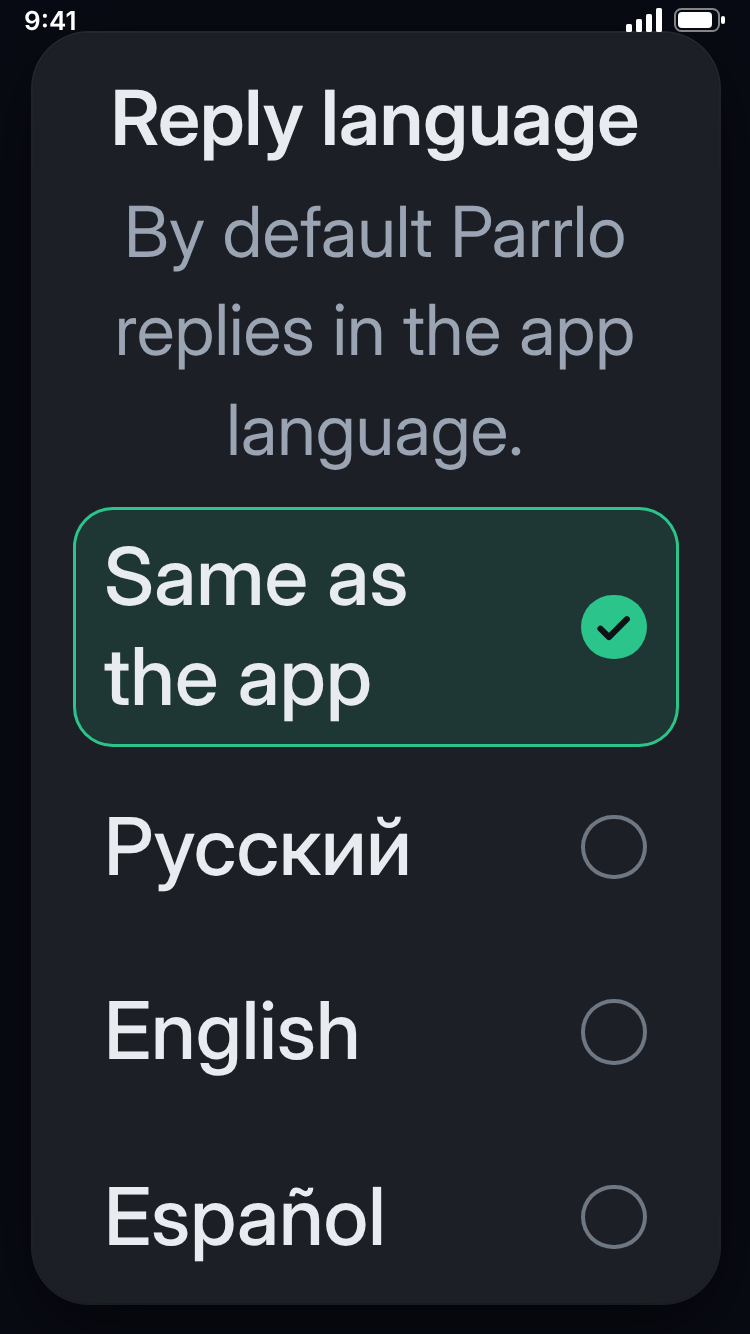 9:41
Reply language
By default Parrlo
replies in the app
language.
Same as
the app
Русский
English
Español